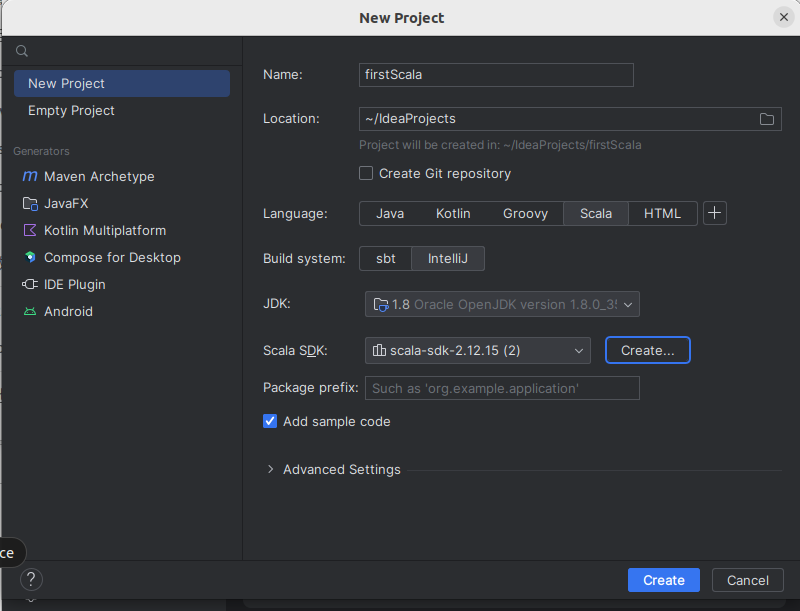 New Project
New Project
Empty Project
Generators
Maven Archetype
JavaFX
Kotlin Multiplatform
Compose for Desktop
IDE Plugin
Android
Name: firstScala
Location: ~/IdeaProjects
Project will be created in: ~/IdeaProjects/firstScala
Create Git repository
Language: Java Kotlin Groovy Scala HTML
Build system: sbt IntelliJ
JDK: 1.8 Oracle OpenJDK version 1.8.0_35
Scala SDK: scala-sdk-2.12.15 (2) Create...
Package prefix: Such as 'org.example.application'
Add sample code
Advanced Settings
ce
? Create Cancel